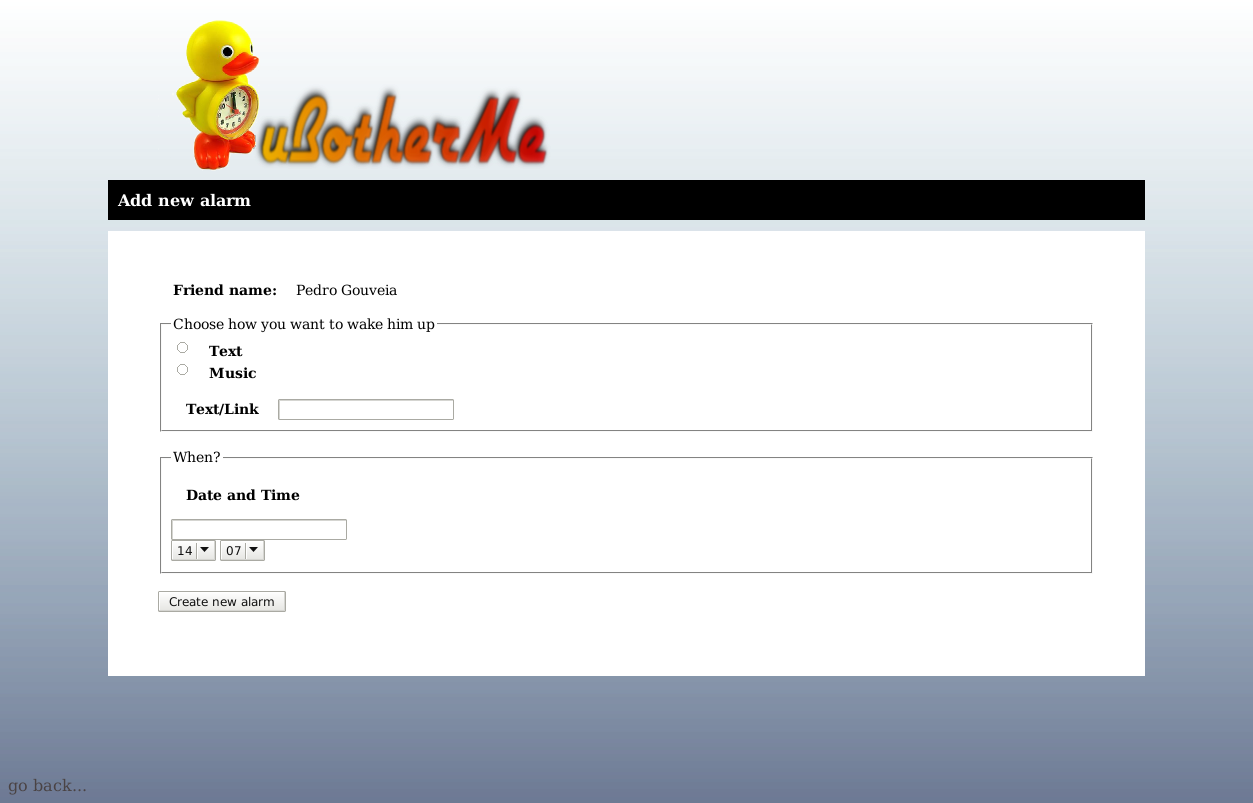 uBotherMe
Add new alarm
Friend name: Pedro Gouveia
Choose how you want to wake him up
Text
Music
Text/Link
When?
Date and Time
14 07
Create new alarm
go back...